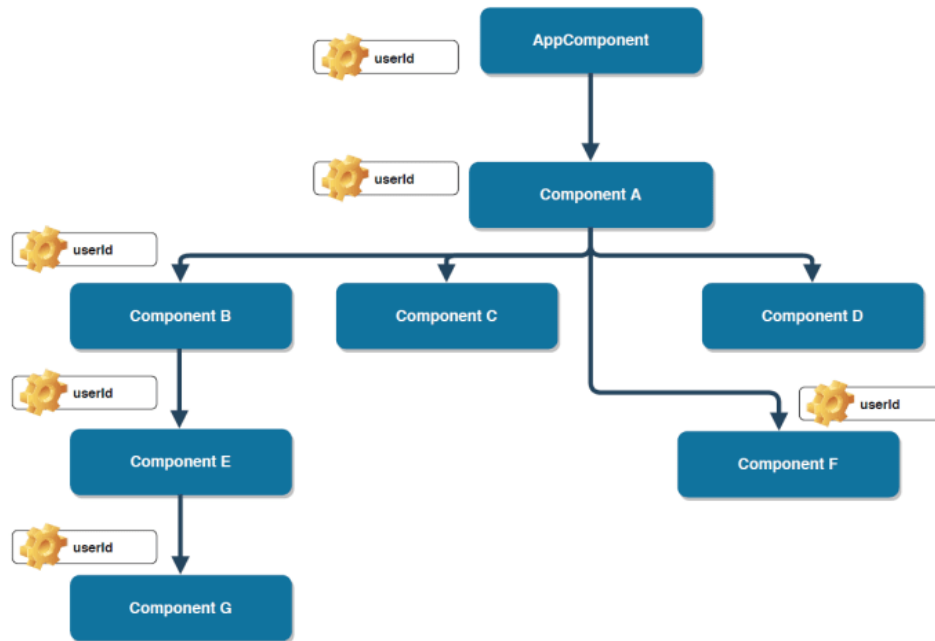 AppComponent
userId
userId
Component A
userId
Component B
Component C
Component D
userId
userId
Component E
Component F
userId
Component G